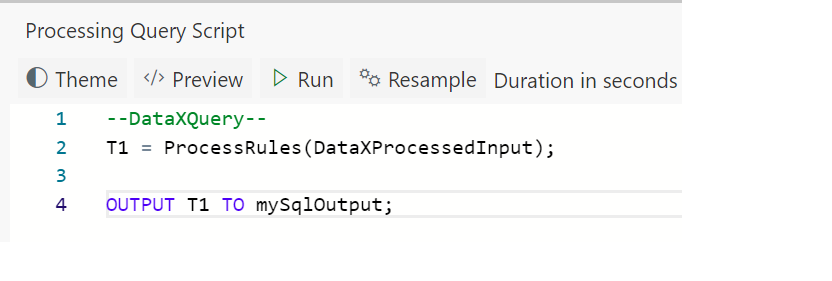 Processing Query Script
Theme </> Preview Run Resample Duration in seconds
1 --DataXQuery--
2 T1 = ProcessRules(DataXProcessedInput);
3
4 OUTPUT T1 TO mySqlOutput;